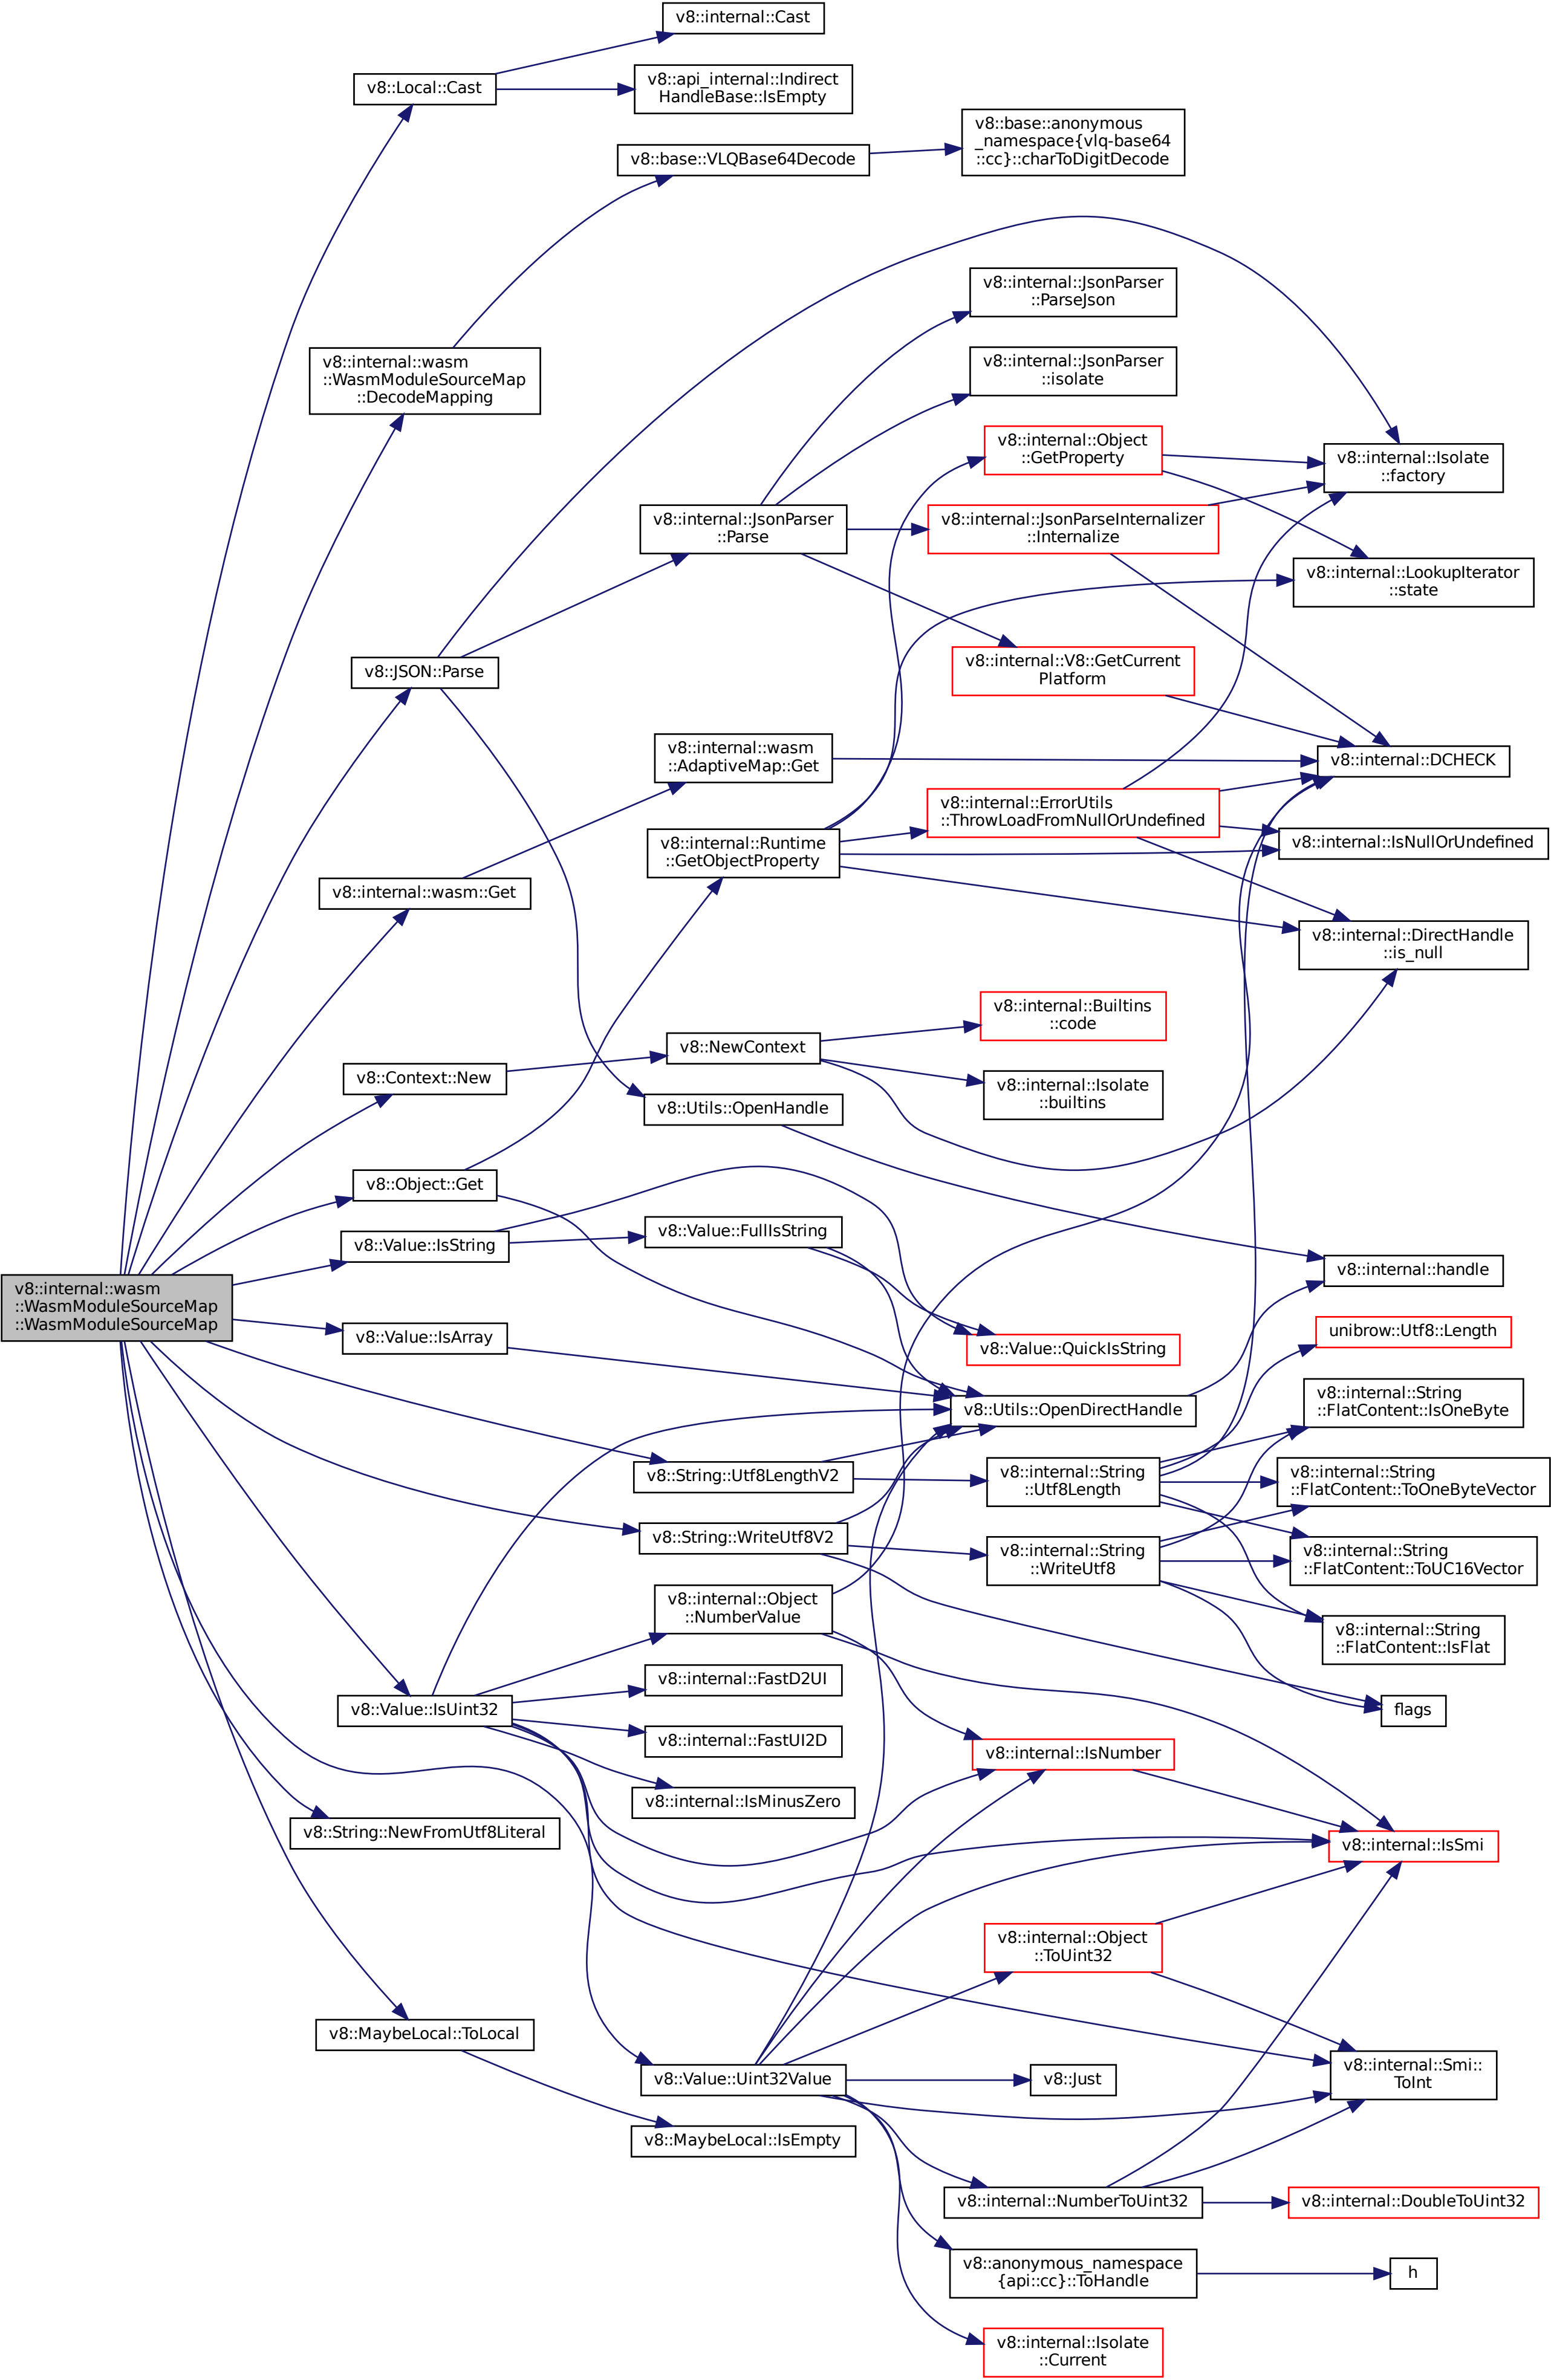 v8::internal::Cast
v8::Local::Cast
v8::api_internal::Indirect
HandleBase::IsEmpty
v8::base::anonymous
_namespace{vlq-base64
::cc}::charToDigitDecode
v8::base::VLQBase64Decode
v8::internal::JsonParser
::ParseJson
v8::internal::wasm
::WasmModuleSourceMap
::DecodeMapping
v8::internal::JsonParser
::isolate
v8::internal::Object
::GetProperty
v8::internal::Isolate
::factory
v8::internal::JsonParser
::Parse
v8::internal::JsonParseInternalizer
::Internalize
v8::internal::LookupIterator
::state
v8::JSON::Parse
v8::internal::V8::GetCurrent
Platform
v8::internal::wasm
::AdaptiveMap::Get
v8::internal::DCHECK
v8::internal::ErrorUtils
::ThrowLoadFromNullOrUndefined
v8::internal::Runtime
::GetObjectProperty
v8::internal::IsNullOrUndefined
v8::internal::wasm::Get
v8::internal::DirectHandle
::is_null
v8::internal::Builtins
::code
v8::NewContext
v8::Context::New
v8::internal::Isolate
::builtins
v8::Utils::OpenHandle
v8::Object::Get
v8::Value::FullIsString
v8::Value::IsString
v8::internal::handle
v8::internal::wasm
::WasmModuleSourceMap
::WasmModuleSourceMap
v8::Value::IsArray
v8::Value::QuickIsString
unibrow::Utf8::Length
v8::Utils::OpenDirectHandle
v8::internal::String
::FlatContent::IsOneByte
v8::String::Utf8LengthV2
v8::internal::String
::Utf8Length
v8::internal::String
::FlatContent::ToOneByteVector
v8::String::WriteUtf8V2
v8::internal::String
::WriteUtf8
v8::internal::String
::FlatContent::ToUC16Vector
v8::internal::Object
::NumberValue
v8::internal::String
::FlatContent::IsFlat
v8::internal::FastD2UI
v8::Value::IsUint32
flags
v8::internal::FastUI2D
v8::internal::IsNumber
v8::internal::IsMinusZero
v8::String::NewFromUtf8Literal
v8::internal::IsSmi
v8::internal::Object
::ToUint32
v8::MaybeLocal::ToLocal
v8::Value::Uint32Value
v8::Just
v8::internal::Smi::
ToInt
v8::MaybeLocal::IsEmpty
v8::internal::NumberToUint32
v8::internal::DoubleToUint32
v8::anonymous_namespace
{api::cc}::ToHandle
h
v8::internal::Isolate
::Current